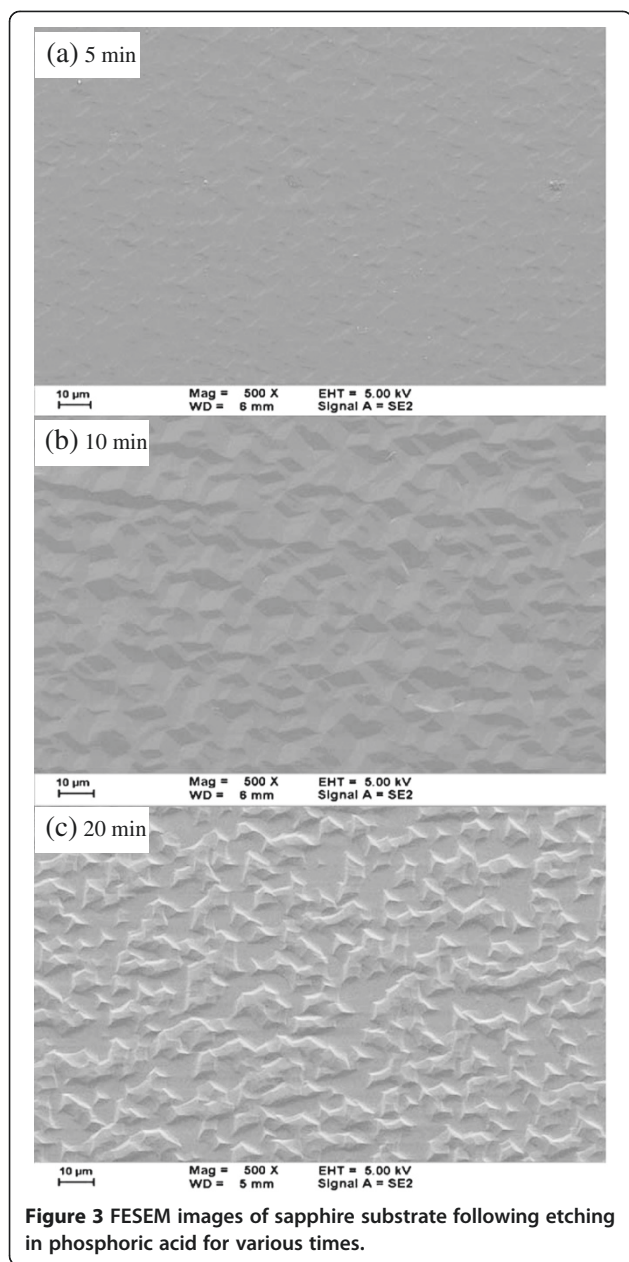 (a) 5 min
10 µm
Mag = 500 X
EHT = 5.00 kV
WD = 6 mm
Signal A = SE2
(b) 10 min
10 µm
Mag = 500 X
EHT = 5.00 kV
WD = 6 mm
Signal A = SE2
(c) 20 min
10 µm
Mag = 500 X
EHT = 5.00 kV
WD = 5 mm
Signal A = SE2
Figure 3 FESEM images of sapphire substrate following etching
in phosphoric acid for various times.